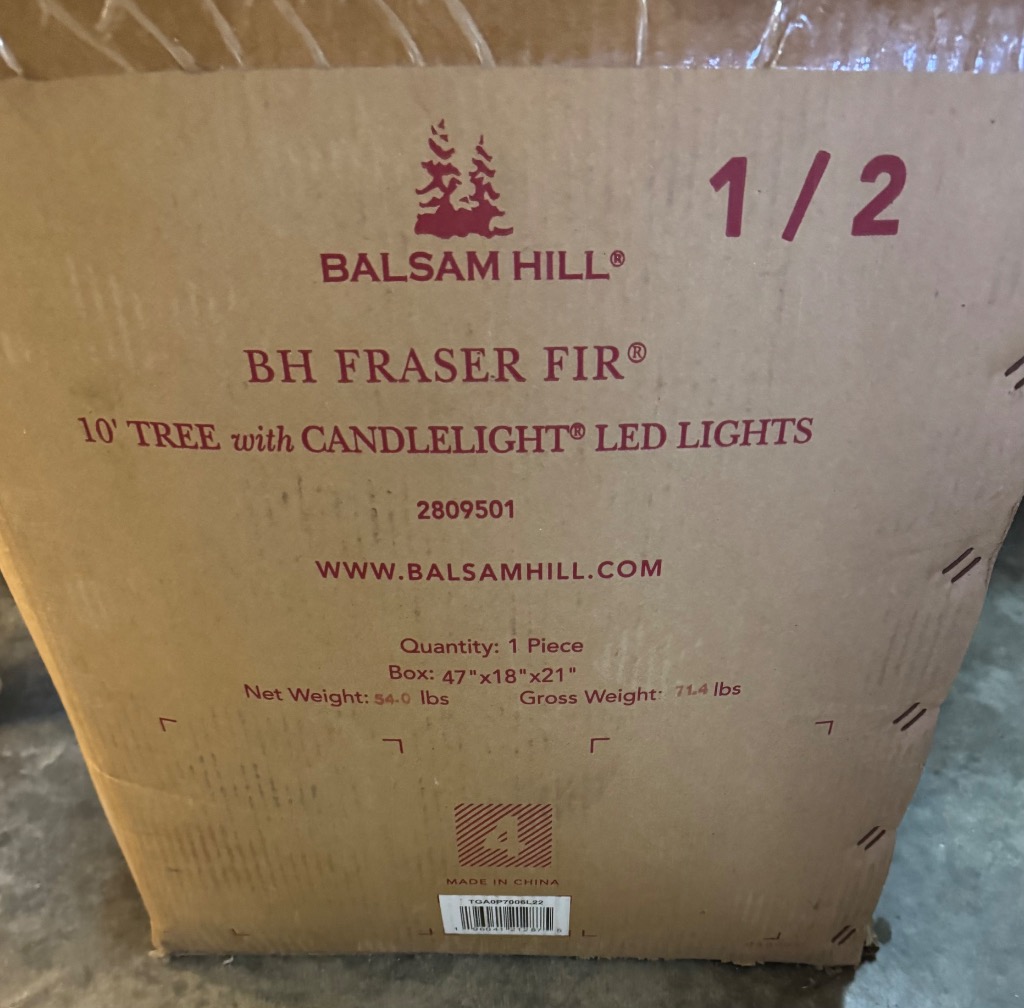 1 / 2
BALSAM HILL®
BH FRASER FIR®
10' TREE with CANDLELIGHT® LED LIGHTS
2809501
WWW.BALSAMHILL.COM
Quantity: 1 Piece
Box: 47"x18"x21"
Net Weight: 54.0 lbs Gross Weight: 71.4 lbs
4
MADE IN CHINA